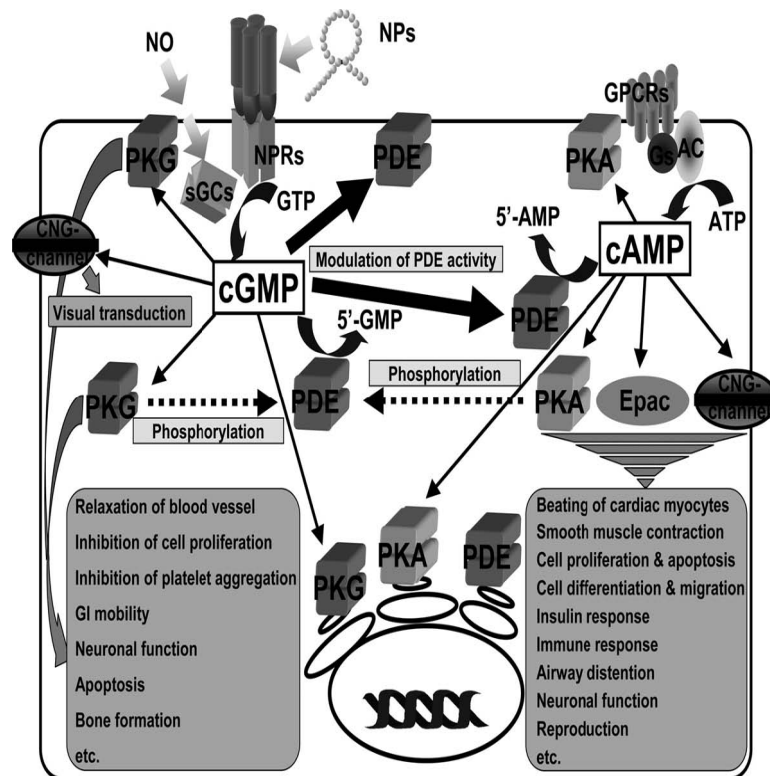 NO
NPs
GPCRs
PKG
sGCs
NPRs
PDE
PKA
Gs
AC
GTP
ATP
CNG-
channel
5'-AMP
cAMP
Modulation of PDE activity
cGMP
Visual transduction
5'-GMP
PDE
PKG
Phosphorylation
PDE
Phosphorylation
PKA
Epac
CNG-
channel
Relaxation of blood vessel
Inhibition of cell proliferation
Inhibition of platelet aggregation
GI mobility
Neuronal function
Apoptosis
Bone formation
etc.
PKG
PKA
PDE
Beating of cardiac myocytes
Smooth muscle contraction
Cell proliferation & apoptosis
Cell differentiation & migration
Insulin response
Immune response
Airway distention
Neuronal function
Reproduction
etc.